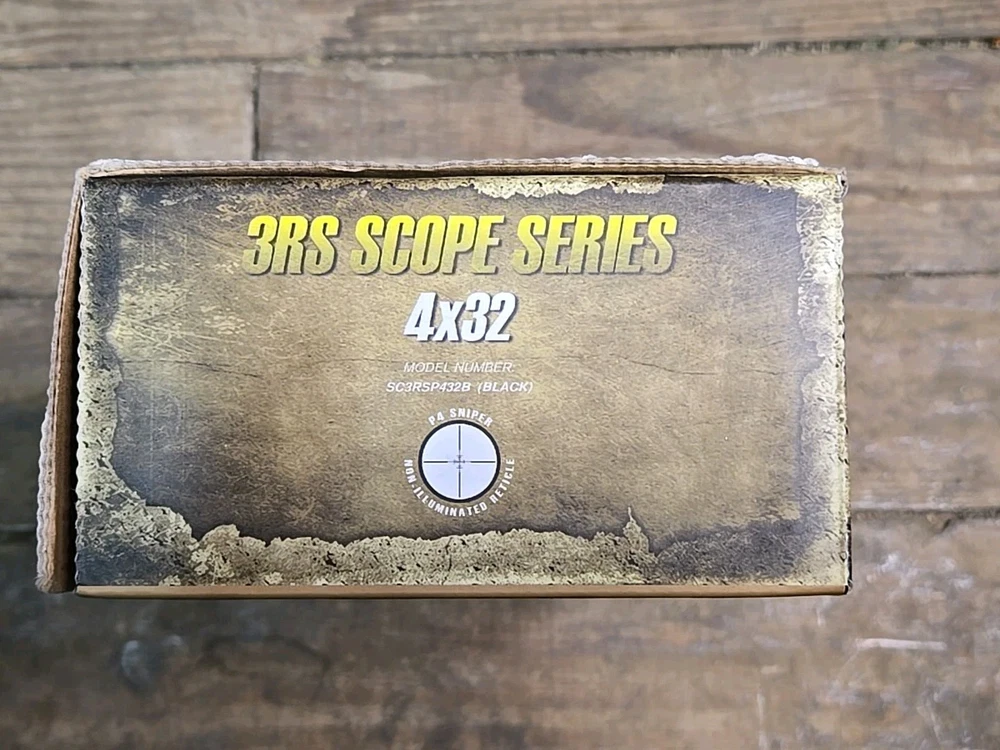 3RS SCOPE SERIES
4x32
MODEL NUMBER:
SC3RSP432B (BLACK)
P4 SNIPER
NON-ILLUMINATED RETICLE